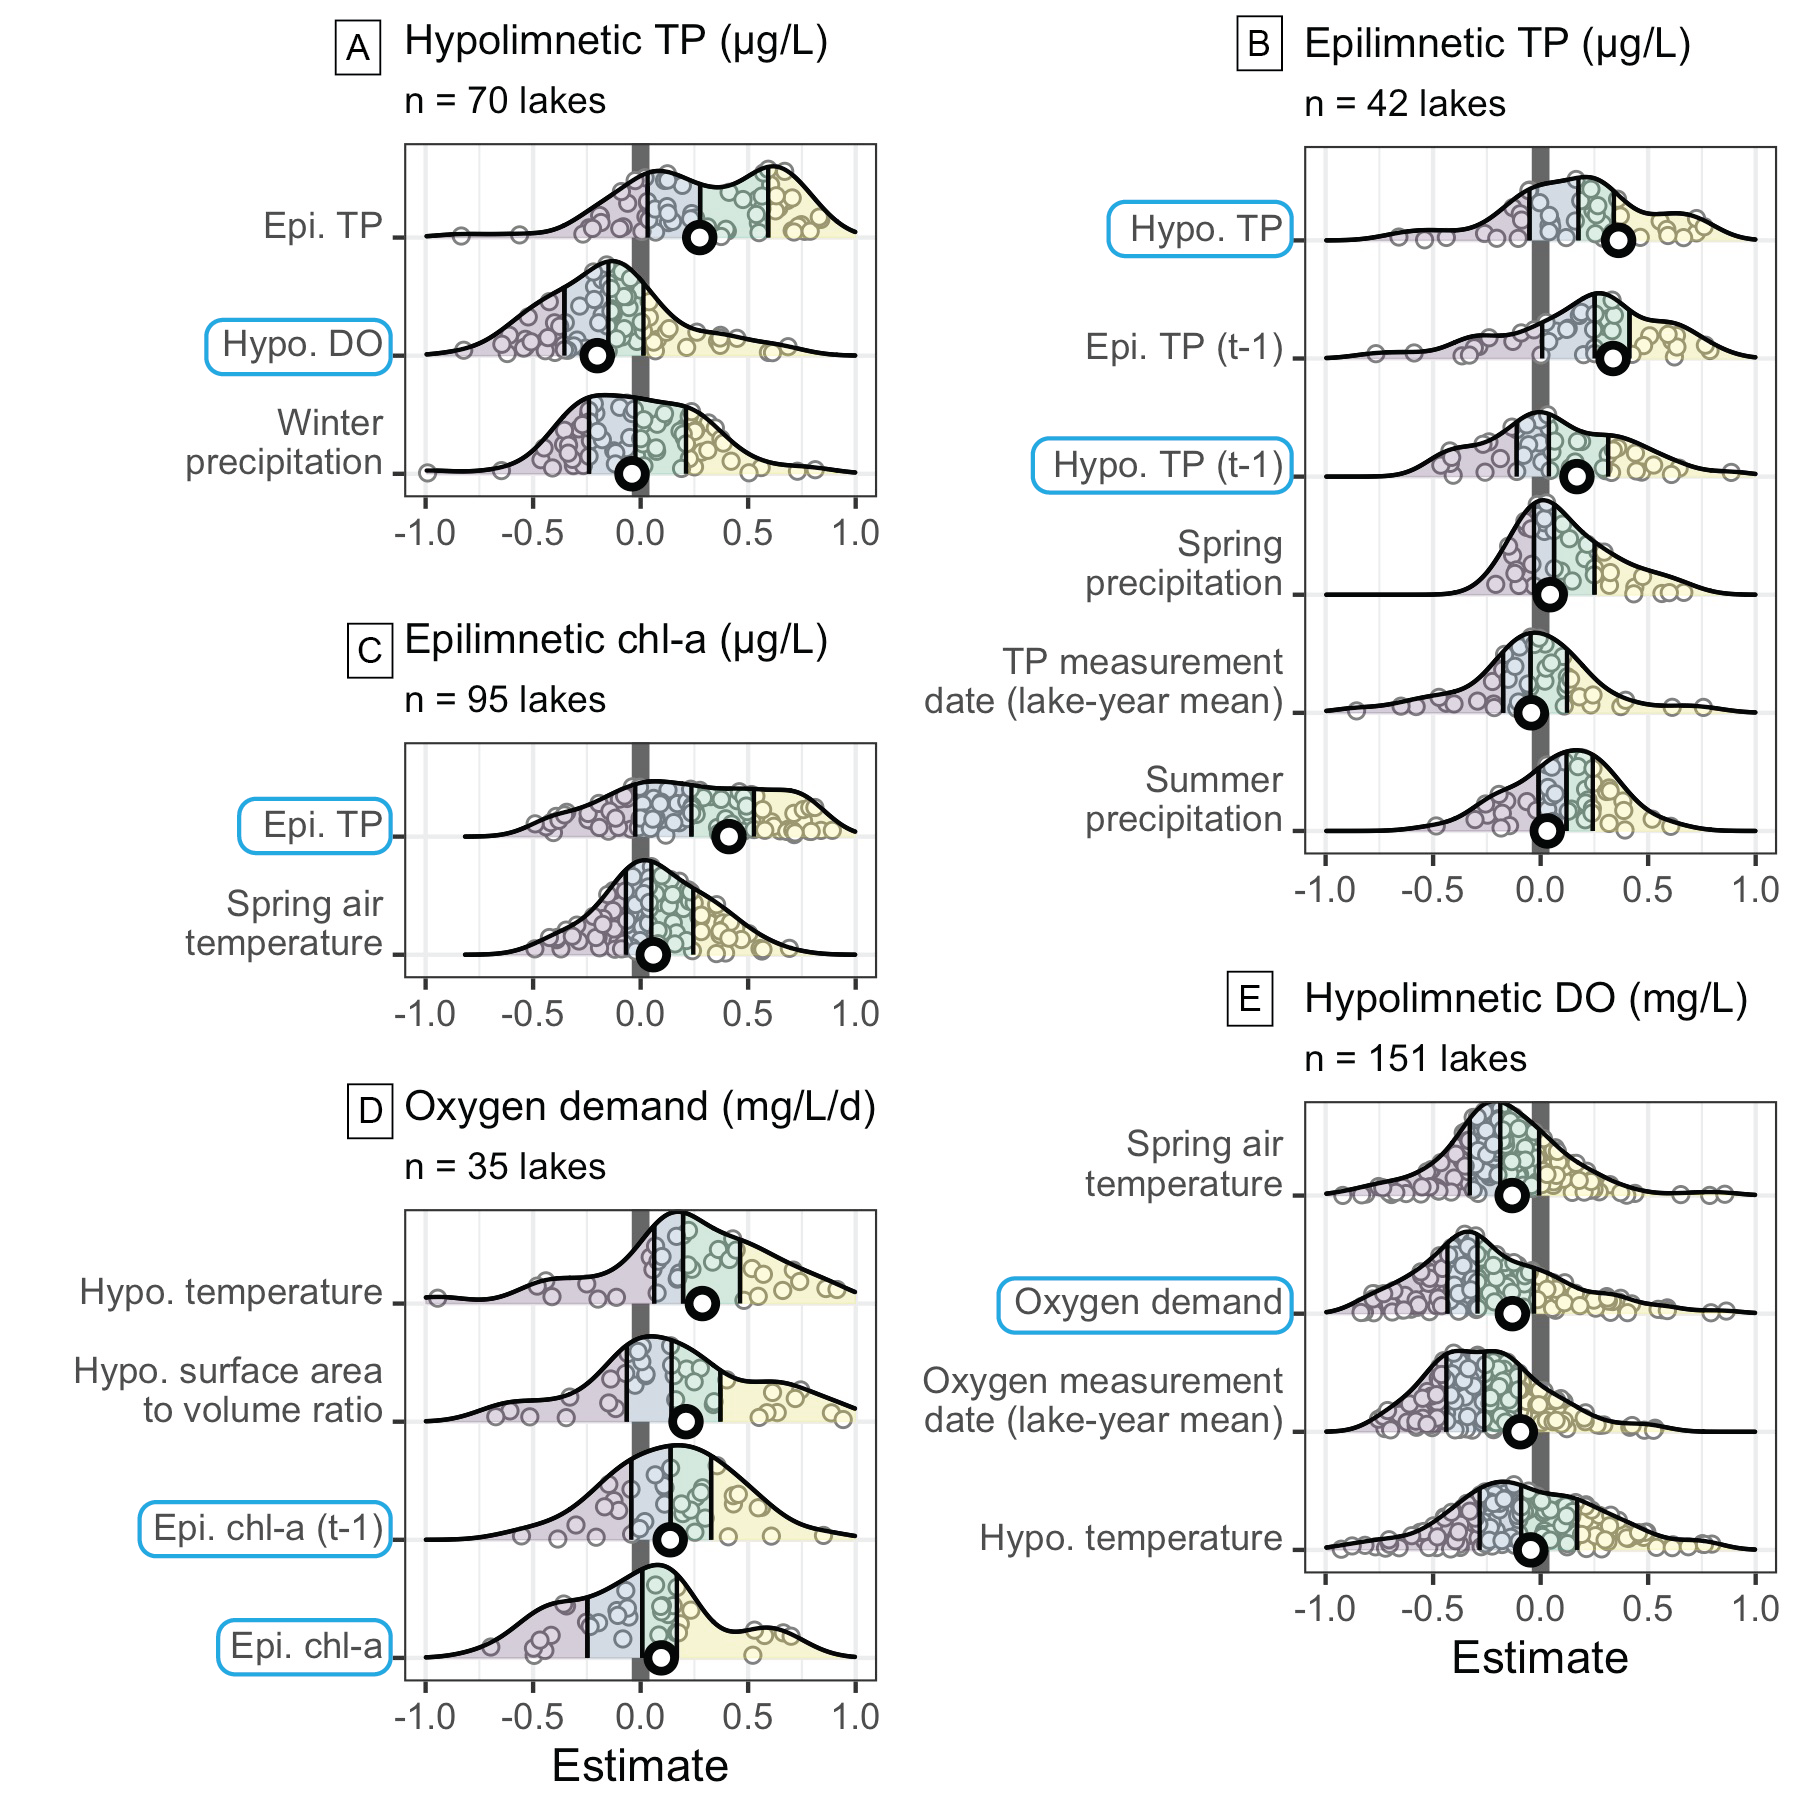 A Hypolimnetic TP (µg/L)
n = 70 lakes
Epi. TP
Hypo. DO
Winter
precipitation
-1.0 -0.5 0.0 0.5 1.0
B Epilimnetic TP (µg/L)
n = 42 lakes
Hypo. TP
Epi. TP (t-1)
Hypo. TP (t-1)
Spring
precipitation
TP measurement
date (lake-year mean)
Summer
precipitation
-1.0 -0.5 0.0 0.5 1.0
C Epilimnetic chl-a (µg/L)
n = 95 lakes
Epi. TP
Spring air
temperature
-1.0 -0.5 0.0 0.5 1.0
D Oxygen demand (mg/L/d)
n = 35 lakes
Hypo. temperature
Hypo. surface area
to volume ratio
Epi. chl-a (t-1)
Epi. chl-a
-1.0 -0.5 0.0 0.5 1.0
Estimate
E Hypolimnetic DO (mg/L)
n = 151 lakes
Spring air
temperature
Oxygen demand
Oxygen measurement
date (lake-year mean)
Hypo. temperature
-1.0 -0.5 0.0 0.5 1.0
Estimate